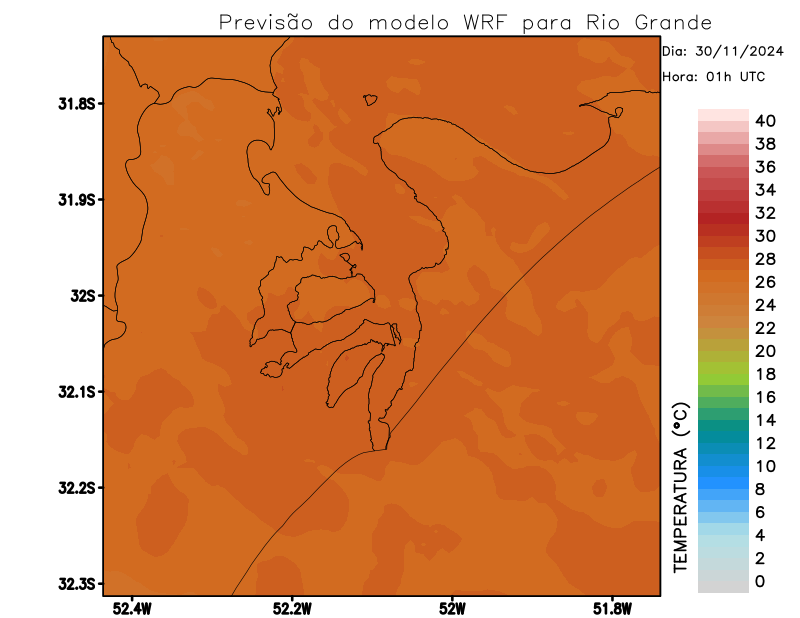 Previsão do modelo WRF para Rio Grande
Dia: 30/11/2024
Hora: 01h UTC
31.8S
31.9S
32S
32.1S
32.2S
32.3S
52.4W
52.2W
52W
51.8W
TEMPERATURA (°C)
40
38
36
34
32
30
28
26
24
22
20
18
16
14
12
10
8
6
4
2
0